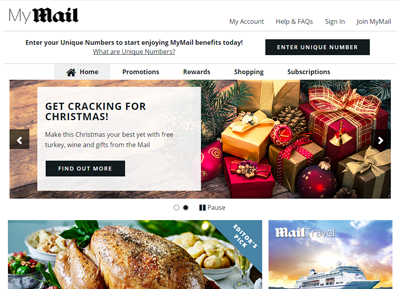 My Mail
My Account Help & FAQs Sign In Join MyMail
Enter your Unique Numbers to start enjoying MyMail benefits today!
What are Unique Numbers?
ENTER UNIQUE NUMBER
Home Promotions Rewards Shopping Subscriptions
GET CRACKING FOR
CHRISTMAS!
Make this Christmas your best yet with free
turkey, wine and gifts from the Mail
FIND OUT MORE
Pause
EDITOR'S
PICK
Mail Travel